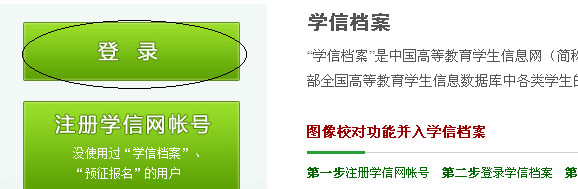 登 录
注册学信网帐号
没使用过“学信档案”、
“预征报名”的用户
学信档案
“学信档案”是中国高等教育学生信息网（简称
部全国高等教育学生信息数据库中各类学生的
图像校对功能并入学信档案
第一步注册学信网帐号 第二步登录学信档案 第